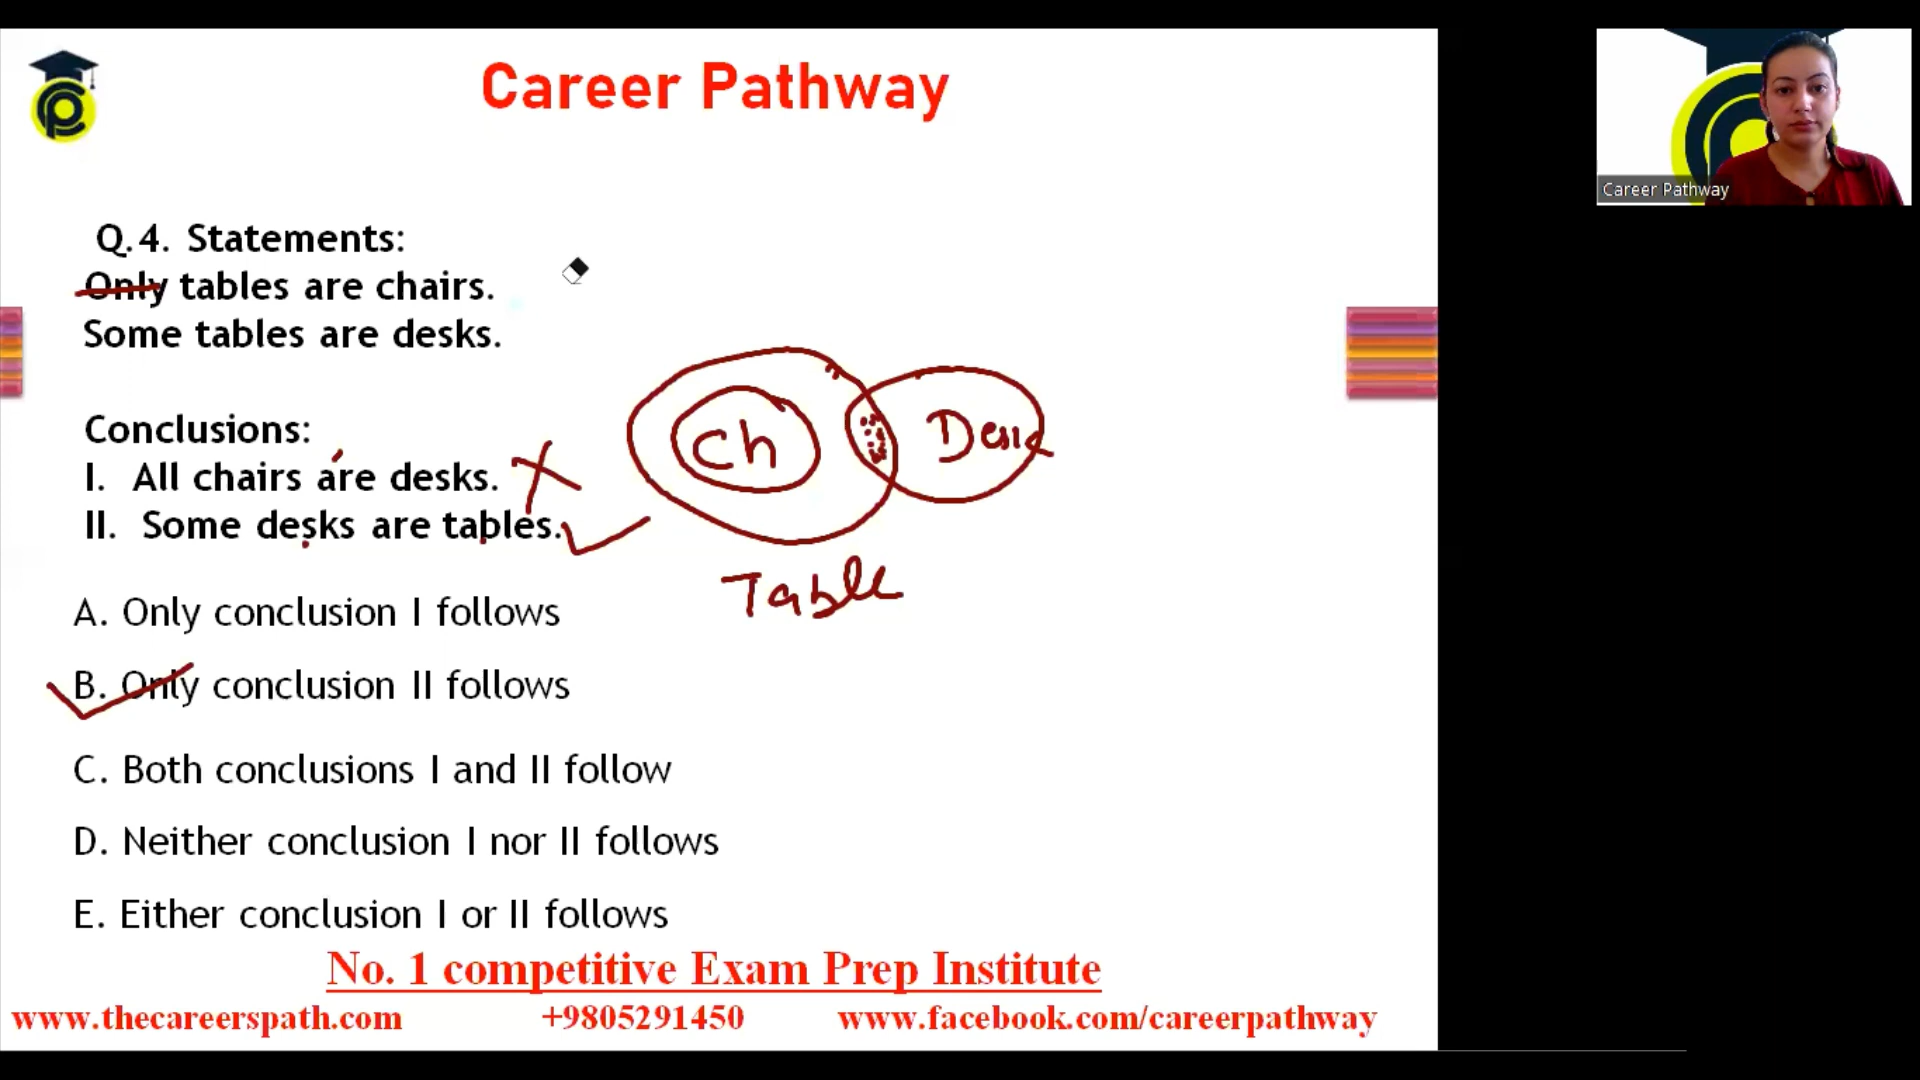 Career Pathway
Career Pathway
Q.4. Statements:
Only tables are chairs.
Some tables are desks.
Conclusions:
I. All chairs are desks.
II. Some desks are tables.
Ch
Desk
Table
A. Only conclusion I follows
B. Only conclusion II follows
C. Both conclusions I and II follow
D. Neither conclusion I nor II follows
E. Either conclusion I or II follows
No. 1 competitive Exam Prep Institute
www.thecareerspath.com +9805291450 www.facebook.com/careerpathway